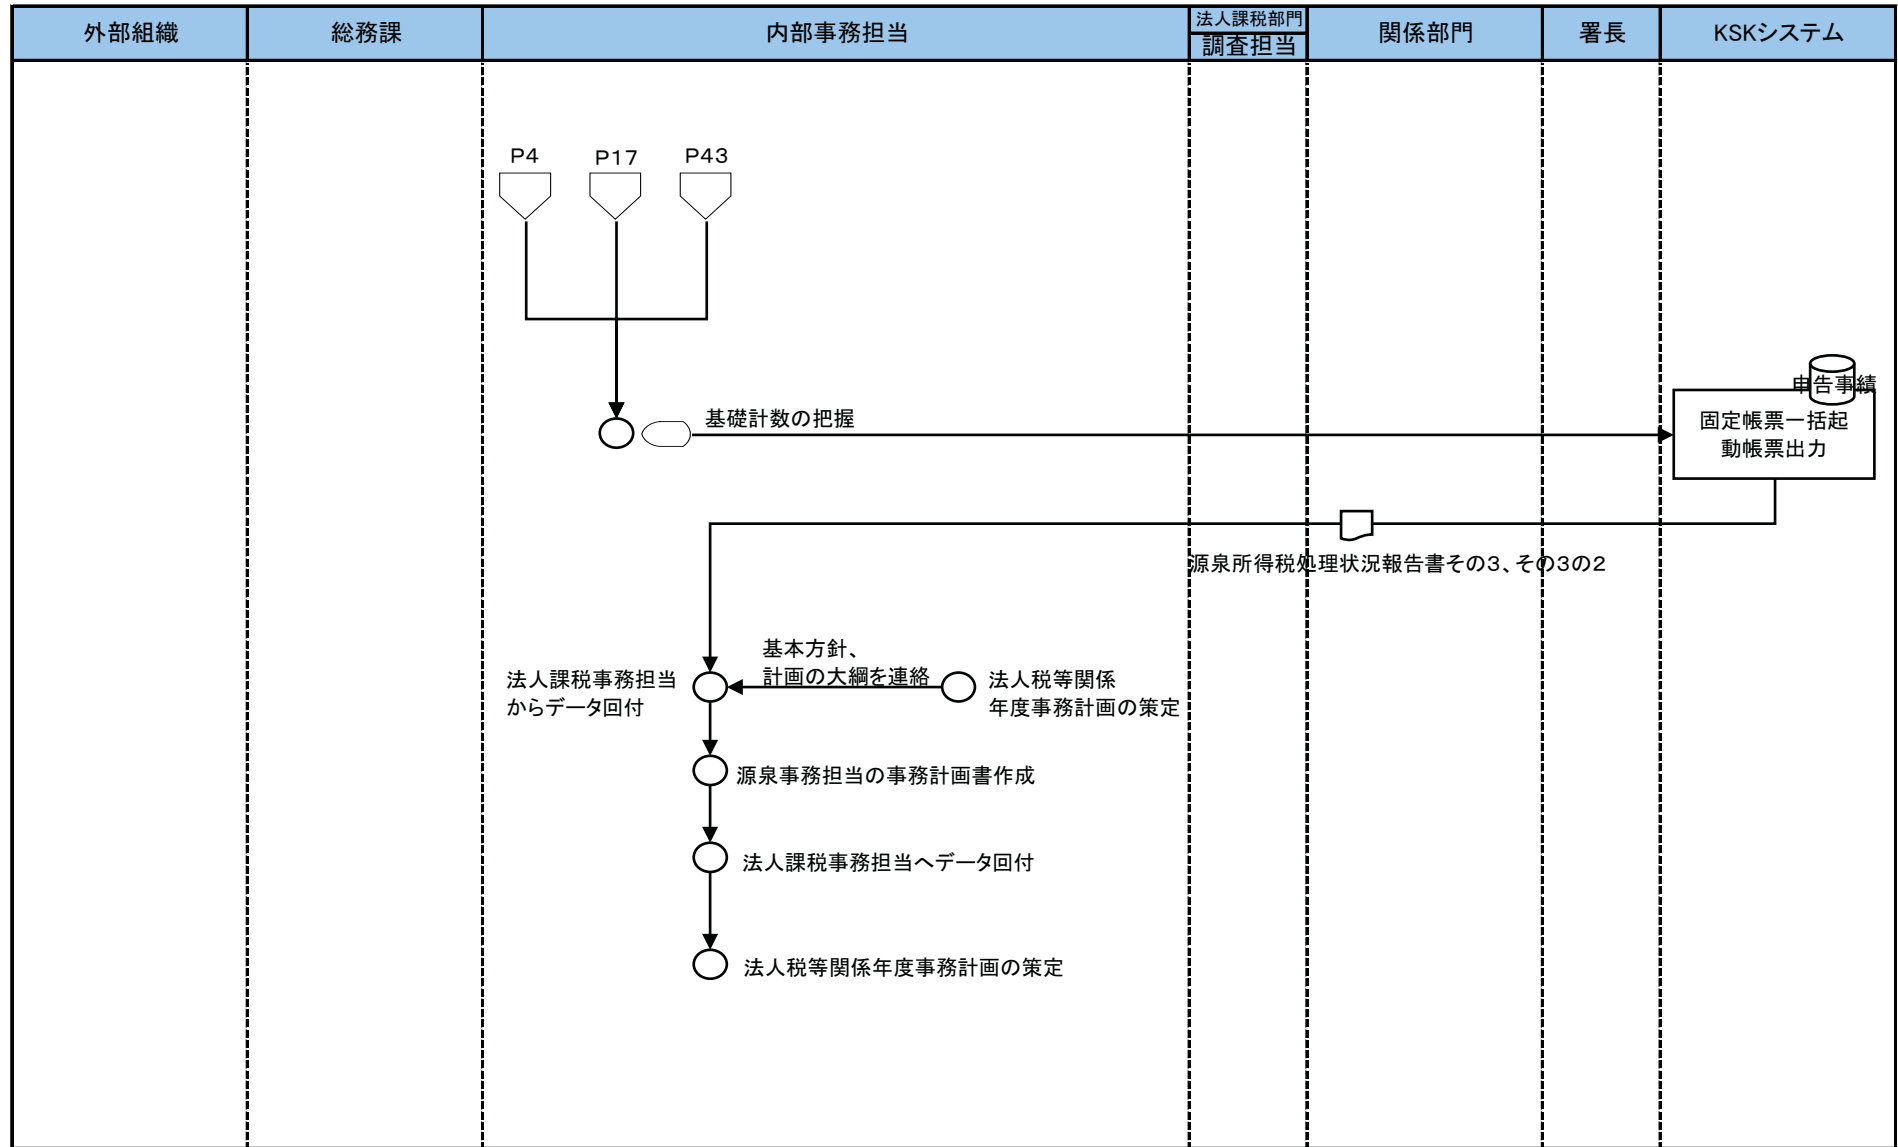 外部組織
総務課
内部事務担当
法人課税部門
調査担当
関係部門
署長
KSKシステム
P4
P17
P43
基礎計数の把握
申告事績
固定帳票一括起
動帳票出力
源泉所得税処理状況報告書その3、その3の2
基本方針、
計画の大綱を連絡
法人課税事務担当
からデータ回付
法人税等関係
年度事務計画の策定
源泉事務担当の事務計画書作成
法人課税事務担当へデータ回付
法人税等関係年度事務計画の策定